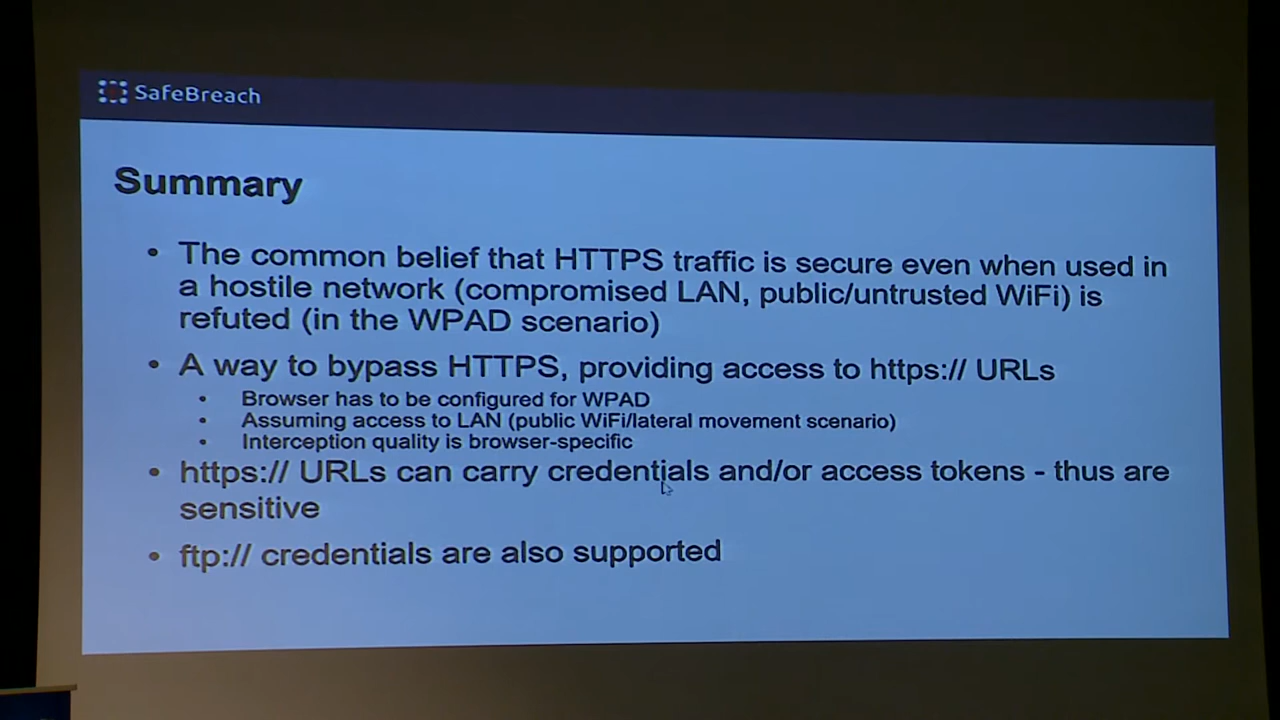 SafeBreach
Summary
• The common belief that HTTPS traffic is secure even when used in
a hostile network (compromised LAN, public/untrusted WiFi) is
refuted (in the WPAD scenario)
• A way to bypass HTTPS, providing access to https:// URLs
• Browser has to be configured for WPAD
• Assuming access to LAN (public WiFi/lateral movement scenario)
• Interception quality is browser-specific
• https:// URLs can carry credentials and/or access tokens - thus are
sensitive
• ftp:// credentials are also supported